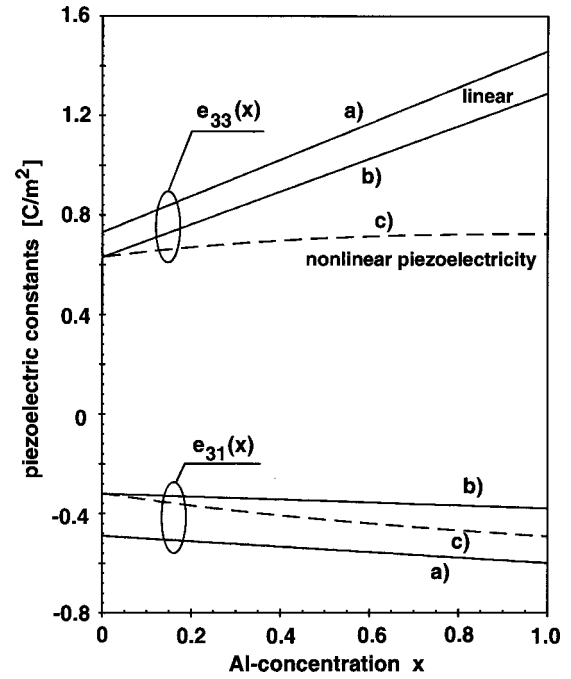 1.6
1.2
0.8
0.4
0
-0.4
-0.8
piezoelectric constants [C/m²]
e₃₃(x)
a)
linear
b)
c)
nonlinear piezoelectricity
e₃₁(x)
b)
c)
a)
0 0.2 0.4 0.6 0.8 1.0
Al-concentration x